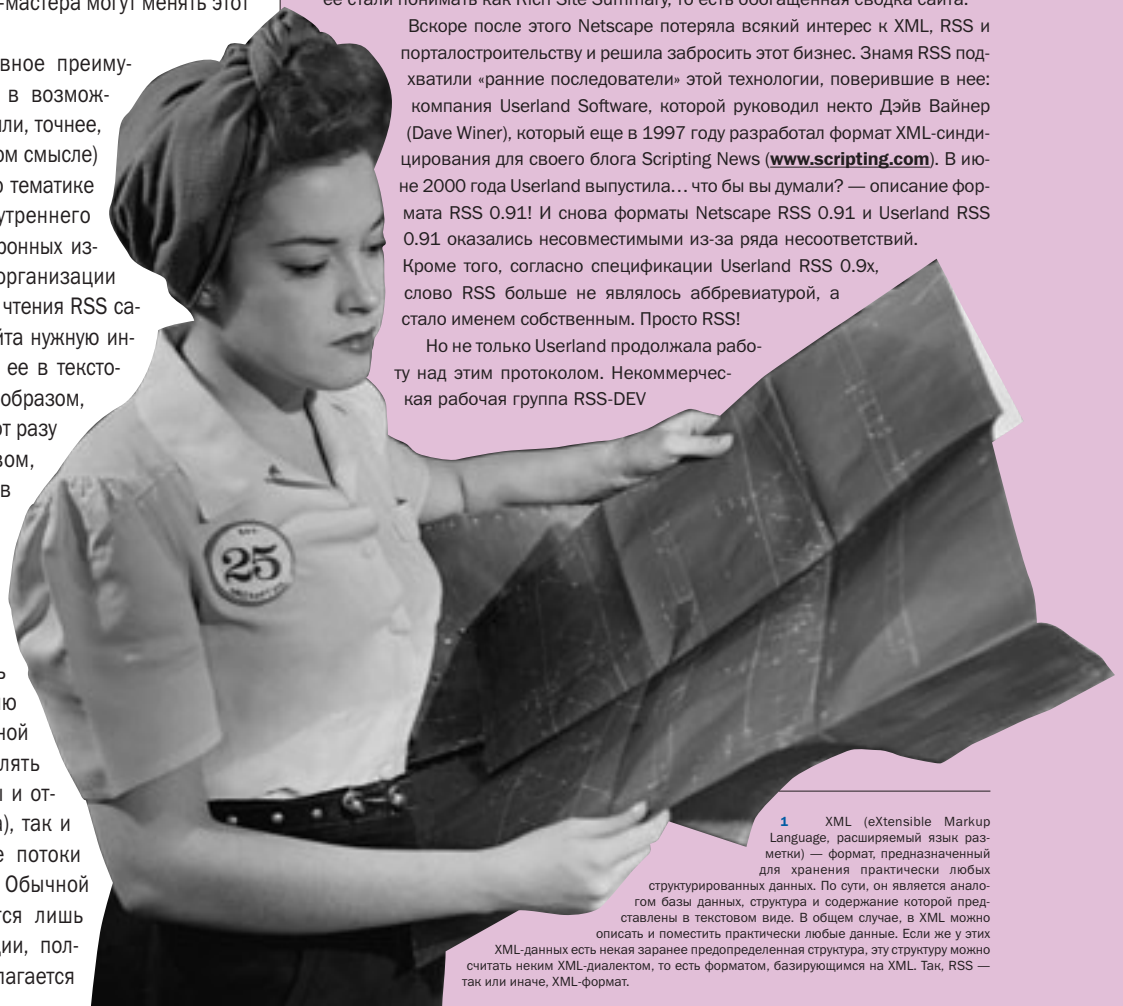 -мастера могут менять этот
вное преиму-
в возмож-
ли, точнее,
ом смысле)
о тематике
утреннего
ронных из-
организации
чтения RSS са-
йта нужную ин-
ее в тексто-
образом,
от разу
вом,
в
ь
ю
ной
лять
ы и от-
а), так и
е потоки
Обычной
тся лишь
ции, пол-
лагается
ее стали понимать как Rich Site Summary, то есть обогащенная сводка сайта.
Вскоре после этого Netscape потеряла всякий интерес к XML, RSS и
порталостроительству и решила забросить этот бизнес. Знамя RSS под-
хватили «ранние последователи» этой технологии, поверившие в нее:
компания Userland Software, которой руководил некто Дэйв Вайнер
(Dave Winer), который еще в 1997 году разработал формат XML-синди-
цирования для своего блога Scripting News (www.scripting.com). В ию-
не 2000 года Userland выпустила... что бы вы думали? — описание фор-
мата RSS 0.91! И снова форматы Netscape RSS 0.91 и Userland RSS
0.91 оказались несовместимыми из-за ряда несоответствий.
Кроме того, согласно спецификации Userland RSS 0.9x,
слово RSS больше не являлось аббревиатурой, а
стало именем собственным. Просто RSS!
Но не только Userland продолжала рабо-
ту над этим протоколом. Некоммерчес-
кая рабочая группа RSS-DEV
25
1 XML (eXtensible Markup
Language, расширяемый язык раз-
метки) — формат, предназначенный
для хранения практически любых
структурированных данных. По сути, он является анало-
гом базы данных, структура и содержание которой пред-
ставлены в текстовом виде. В общем случае, в XML можно
описать и поместить практически любые данные. Если же у этих
XML-данных есть некая заранее предопределенная структура, эту структуру можно
считать неким XML-диалектом, то есть форматом, базирующимся на XML. Так, RSS —
так или иначе, XML-формат.